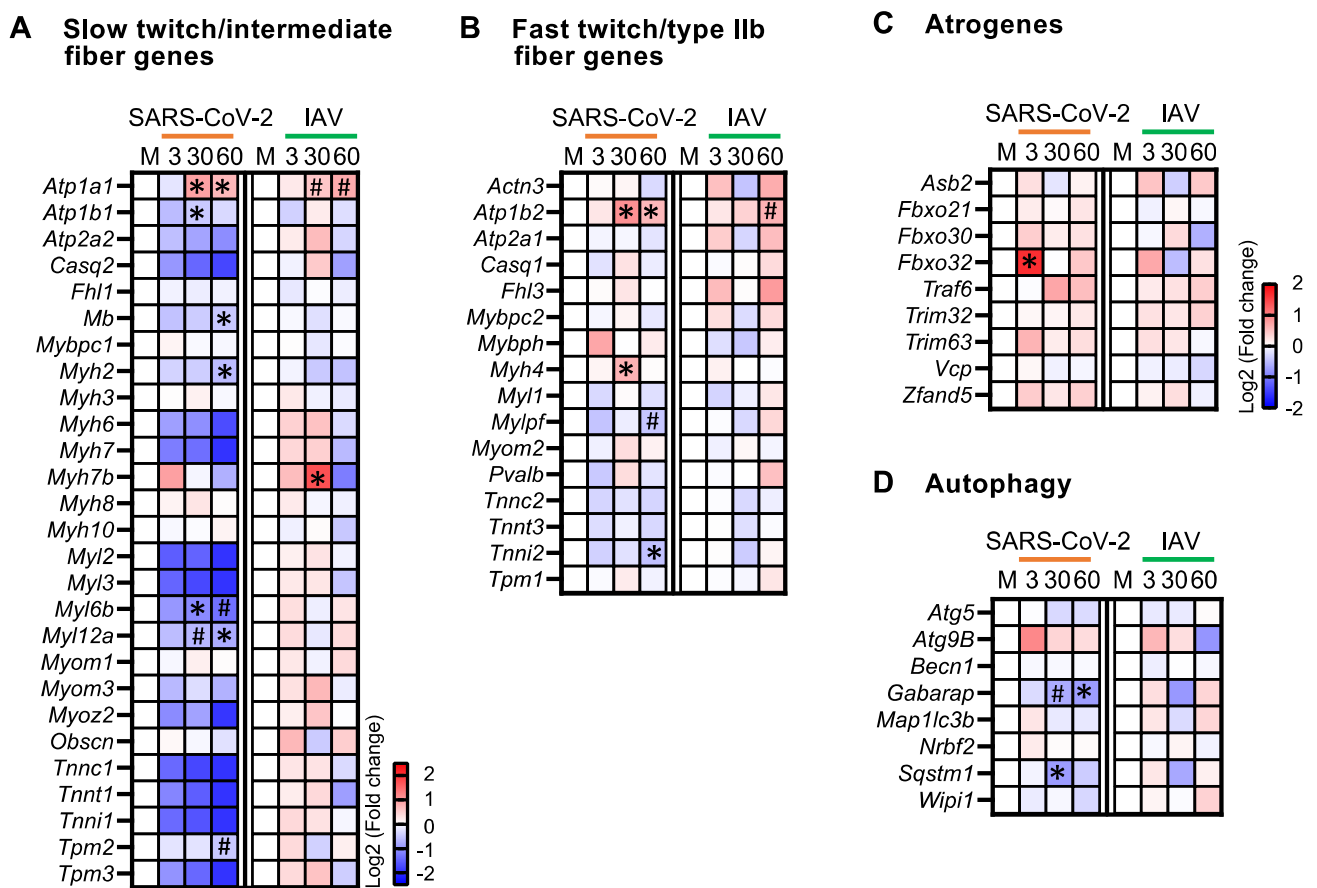 A Slow twitch/intermediate
fiber genes
SARS-CoV-2 IAV
M 3 30 60 M 3 30 60
Atp1a1 * * # #
Atp1b1 *
Atp2a2
Casq2
Fhl1
Mb *
Mybpc1
Myh2 *
Myh3
Myh6
Myh7
Myh7b *
Myh8
Myh10
Myl2
Myl3
Myl6b * #
Myl12a # *
Myom1
Myom3
Myoz2
Obscn
Tnnc1
Tnnt1
Tnni1
Tpm2 #
Tpm3
Log2 (Fold change)
2
1
0
-1
-2
B Fast twitch/type IIb
fiber genes
SARS-CoV-2 IAV
M 3 30 60 M 3 30 60
Actn3
Atp1b2 * * #
Atp2a1
Casq1
Fhl3
Mybpc2
Mybph
Myh4 *
Myl1
Mylpf #
Myom2
Pvalb
Tnnc2
Tnnt3
Tnni2 *
Tpm1
C Atrogenes
SARS-CoV-2 IAV
M 3 30 60 M 3 30 60
Asb2
Fbxo21
Fbxo30
Fbxo32 *
Traf6
Trim32
Trim63
Vcp
Zfand5
Log2 (Fold change)
2
1
0
-1
-2
D Autophagy
SARS-CoV-2 IAV
M 3 30 60 M 3 30 60
Atg5
Atg9B
Becn1
Gabarap # *
Map1lc3b
Nrbf2
Sqstm1 *
Wipi1